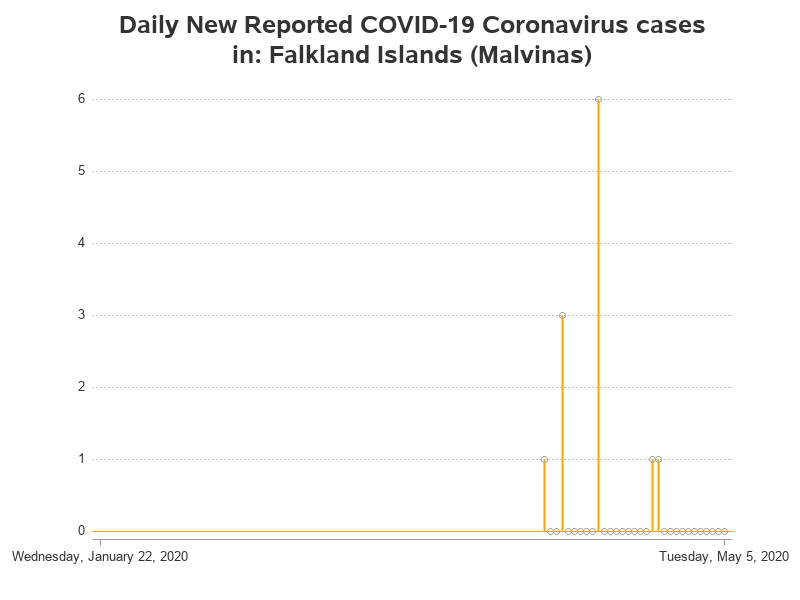 Daily New Reported COVID-19 Coronavirus cases
in: Falkland Islands (Malvinas)
6
5
4
3
2
1
0
Wednesday, January 22, 2020
Tuesday, May 5, 2020